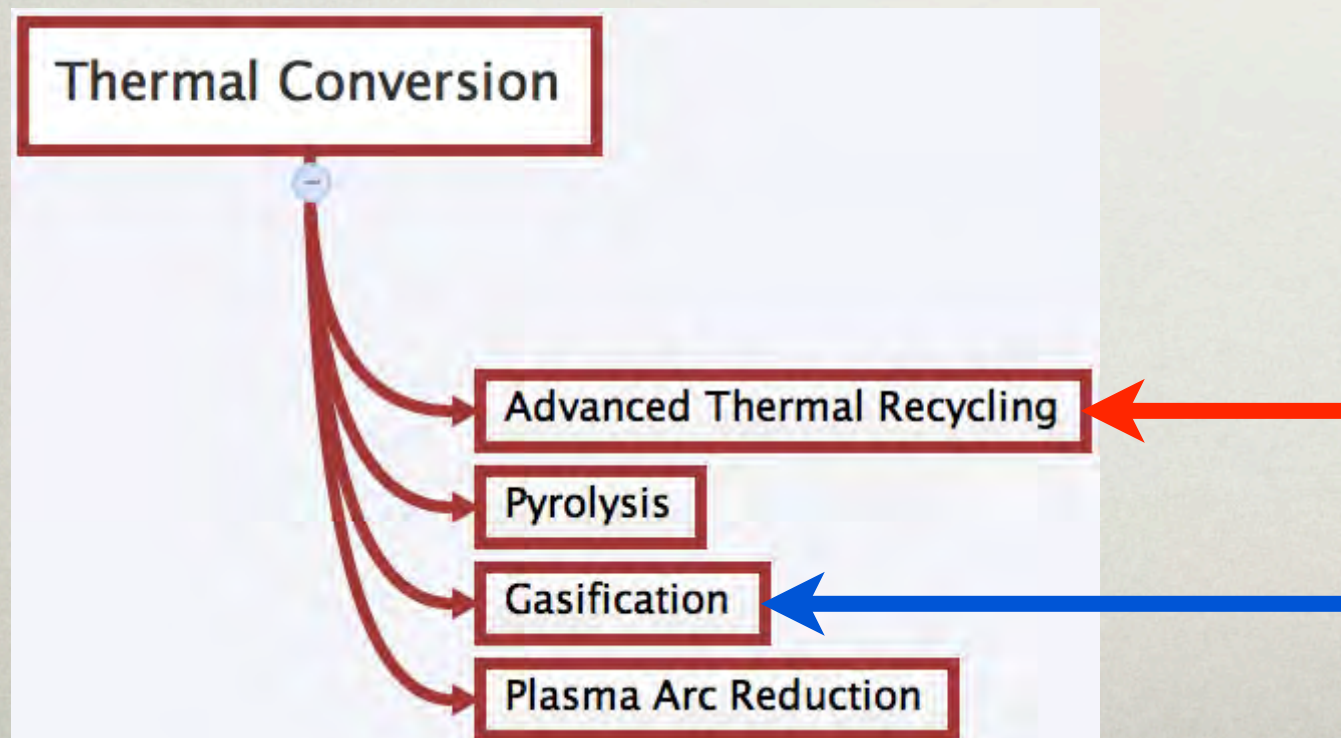 Thermal Conversion
Advanced Thermal Recycling
Pyrolysis
Gasification
Plasma Arc Reduction